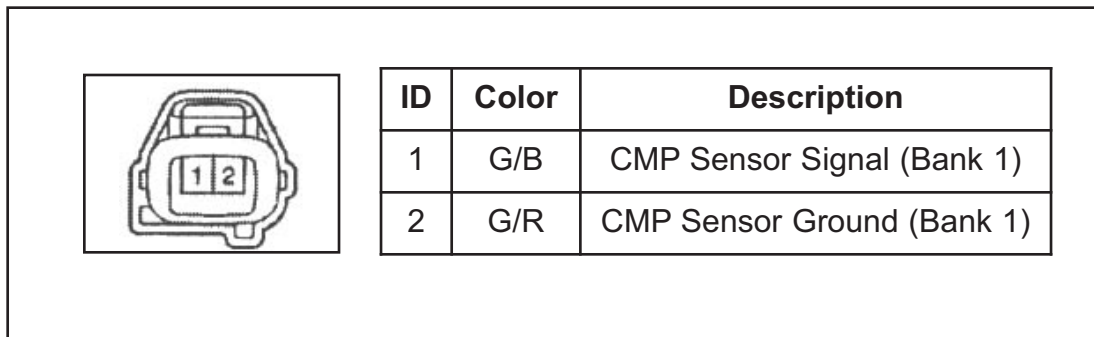 1 2
ID Color Description
1 G/B CMP Sensor Signal (Bank 1)
2 G/R CMP Sensor Ground (Bank 1)